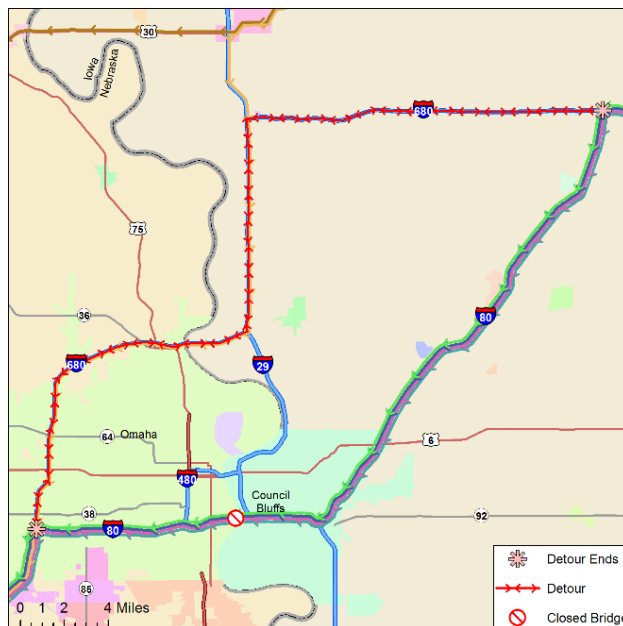 30
Iowa
Nebraska
680
75
80
36
680
29
6
64
Omaha
480
Council
Bluffs
38
92
80
85
0 1 2 4 Miles
Detour Ends
Detour
Closed Bridge